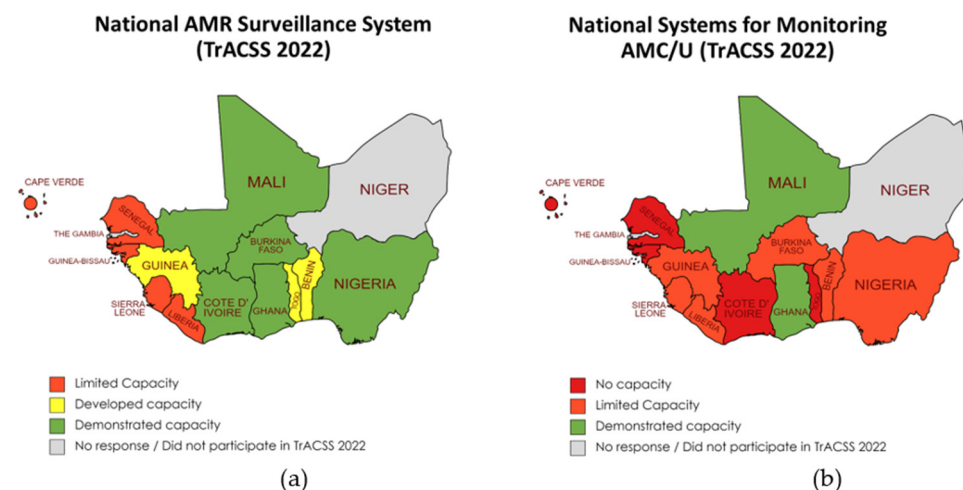 National AMR Surveillance System
(TrACSS 2022)
CAPE VERDE
MALI
NIGER
SENEGAL
THE GAMBIA
GUINEA-BISSAU
GUINEA
BURKINA
FASO
BENIN
TOGO
NIGERIA
SIERRA
LEONE
LIBERIA
COTE D'
IVOIRE
GHANA
Limited Capacity
Developed capacity
Demonstrated capacity
No response / Did not participate in TrACSS 2022
(a)
National Systems for Monitoring
AMC/U (TrACSS 2022)
CAPE VERDE
MALI
NIGER
SENEGAL
THE GAMBIA
GUINEA-BISSAU
GUINEA
BURKINA
FASO
BENIN
TOGO
NIGERIA
SIERRA
LEONE
LIBERIA
COTE D'
IVOIRE
GHANA
No capacity
Limited Capacity
Demonstrated capacity
No response / Did not participate in TrACSS 2022
(b)